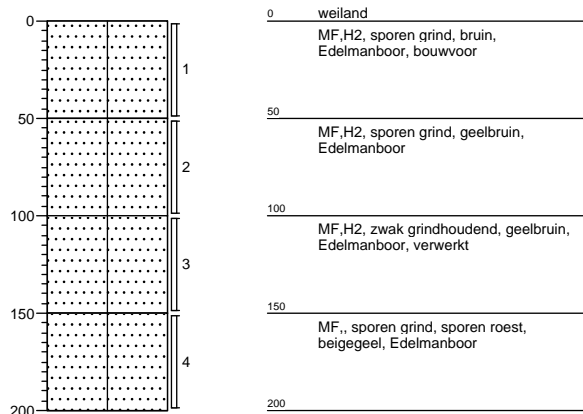 0
50
100
150
200
1
2
3
4
0 weiland
MF,H2, sporen grind, bruin,
Edelmanboor, bouwvoor
50
MF,H2, sporen grind, geelbruin,
Edelmanboor
100
MF,H2, zwak grindhoudend, geelbruin,
Edelmanboor, verwerkt
150
MF,, sporen grind, sporen roest,
beigegeel, Edelmanboor
200